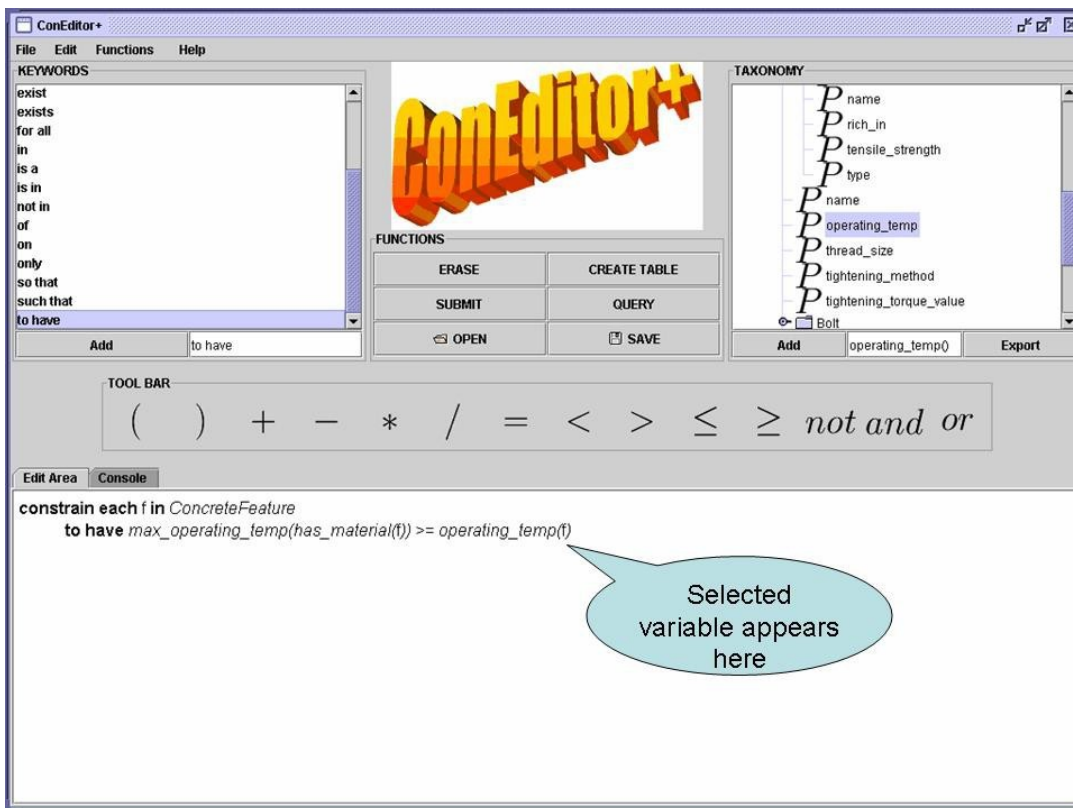 ConEditor+
File Edit Functions Help
KEYWORDS
exist
exists
for all
in
is a
is in
not in
of
on
only
so that
such that
to have
Add to have
ConEditor+
FUNCTIONS
ERASE CREATE TABLE
SUBMIT QUERY
OPEN SAVE
TAXONOMY
P name
P rich_in
P tensile_strength
P type
P name
P operating_temp
P thread_size
P tightening_method
P tightening_torque_value
Bolt
Add operating_temp() Export
TOOL BAR
( ) + − * / = < > ≤ ≥ not and or
Edit Area Console
constrain each f in ConcreteFeature
to have max_operating_temp(has_material(f)) >= operating_temp(f)
Selected
variable appears
here